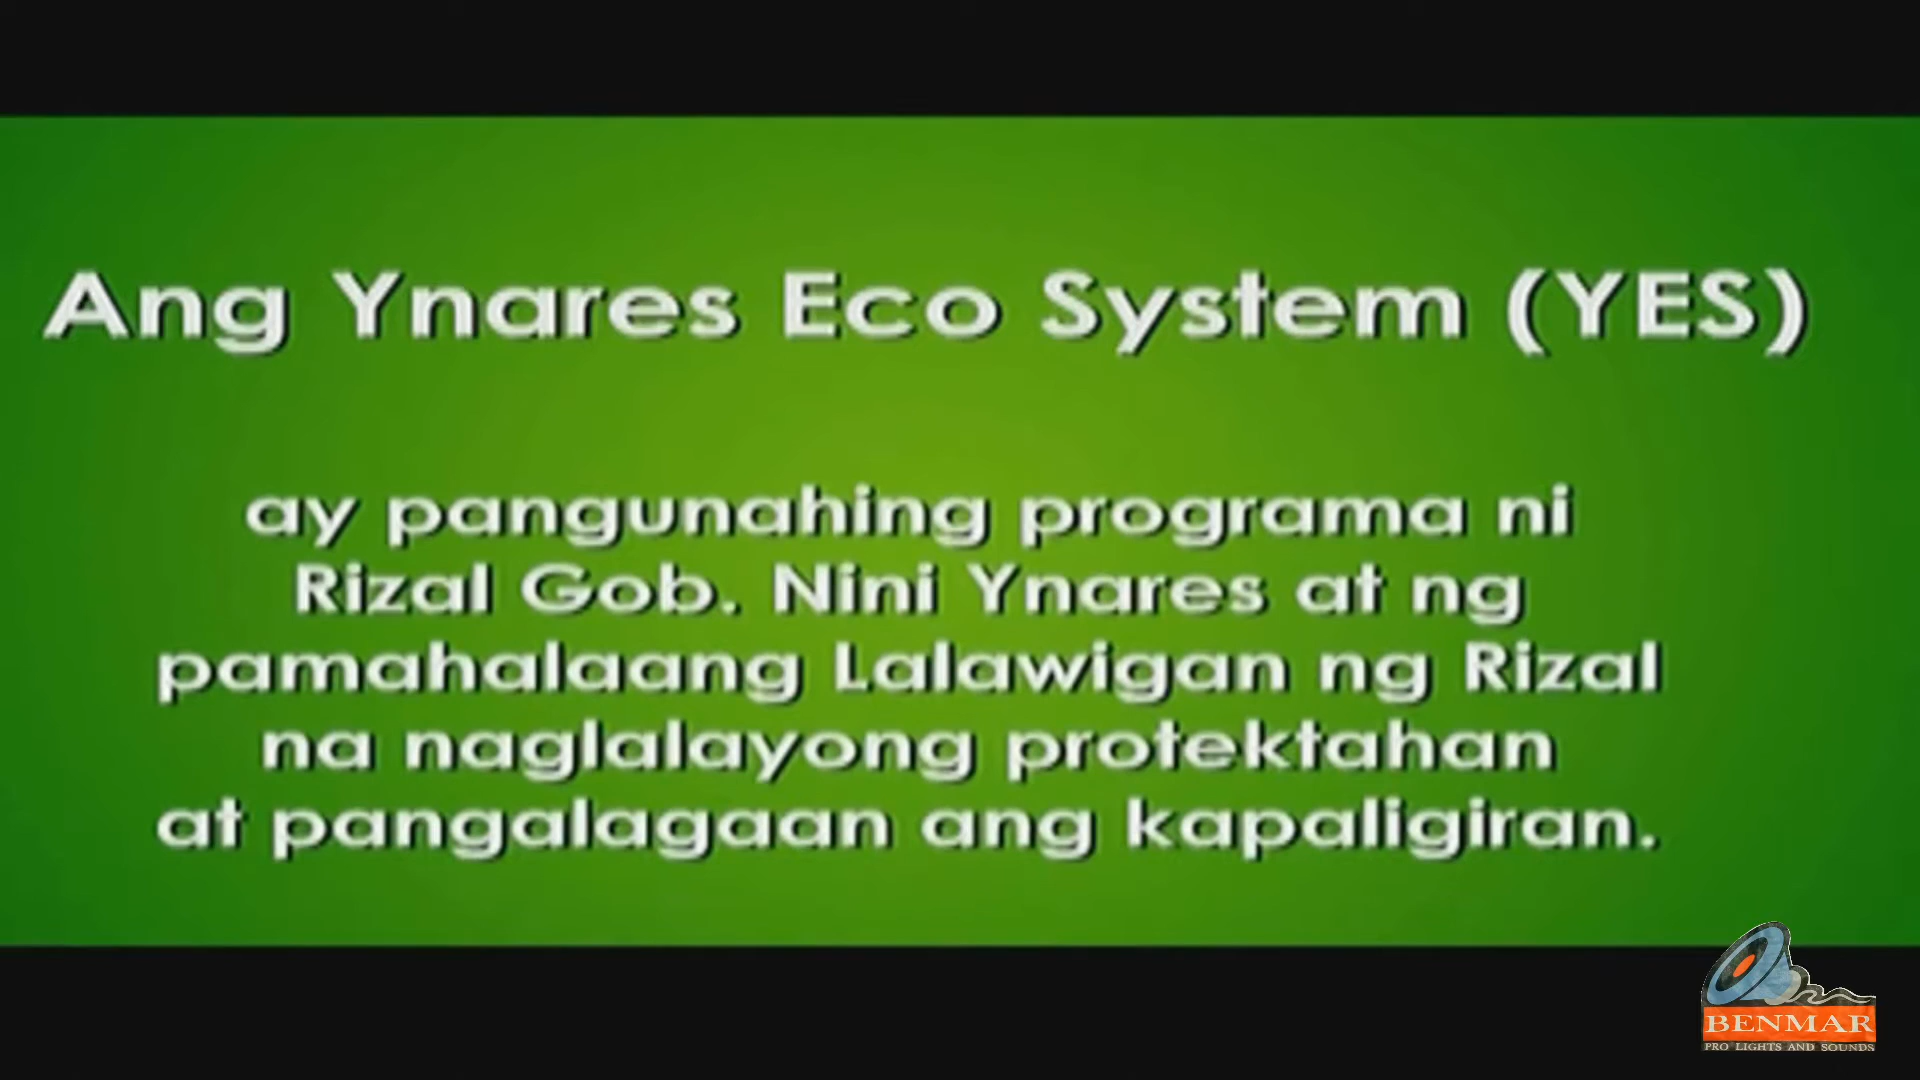 Ang Ynares Eco System (YES)
ay pangunahing programa ni
Rizal Gob. Nini Ynares at ng
pamahalaang Lalawigan ng Rizal
na naglalayong protektahan
at pangalagaan ang kapaligiran.
BENMAR
PRO LIGHTS AND SOUNDS